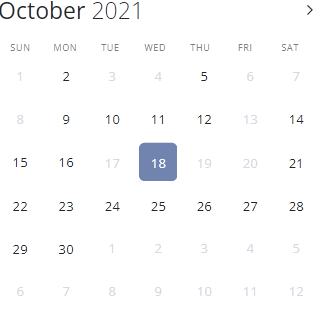 October 2021
SUN MON TUE WED THU FRI SAT
1 2 3 4 5 6 7
8 9 10 11 12 13 14
15 16 17 18 19 20 21
22 23 24 25 26 27 28
29 30 1 2 3 4 5
6 7 8 9 10 11 12